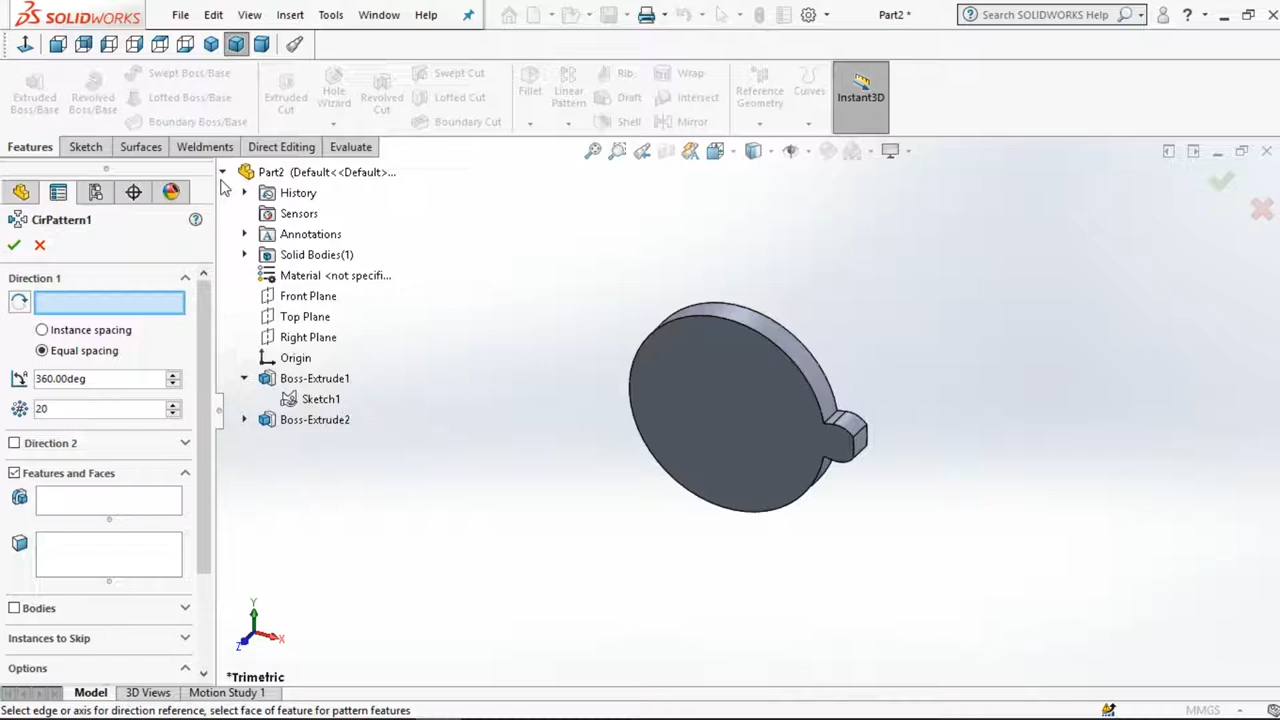 SOLIDWORKS File Edit View Insert Tools Window Help Part2 * Search SOLIDWORKS Help ?
Extruded Boss/Base
Revolved Boss/Base
Swept Boss/Base
Lofted Boss/Base
Boundary Boss/Base
Extruded Cut
Hole Wizard
Revolved Cut
Swept Cut
Lofted Cut
Boundary Cut
Fillet
Linear Pattern
Rib
Draft
Shell
Wrap
Intersect
Mirror
Reference Geometry
Curves
Instant3D
Features Sketch Surfaces Weldments Direct Editing Evaluate
CirPattern1 ?
Direction 1
Instance spacing
Equal spacing
360.00deg
20
Direction 2
Features and Faces
Bodies
Instances to Skip
Options
Part2 (Default<<Default>...
History
Sensors
Annotations
Solid Bodies(1)
Material <not specifi...
Front Plane
Top Plane
Right Plane
Origin
Boss-Extrude1
Sketch1
Boss-Extrude2
Y
Z X
*Trimetric
Model 3D Views Motion Study 1
Select edge or axis for direction reference, select face of feature for pattern features MMGS